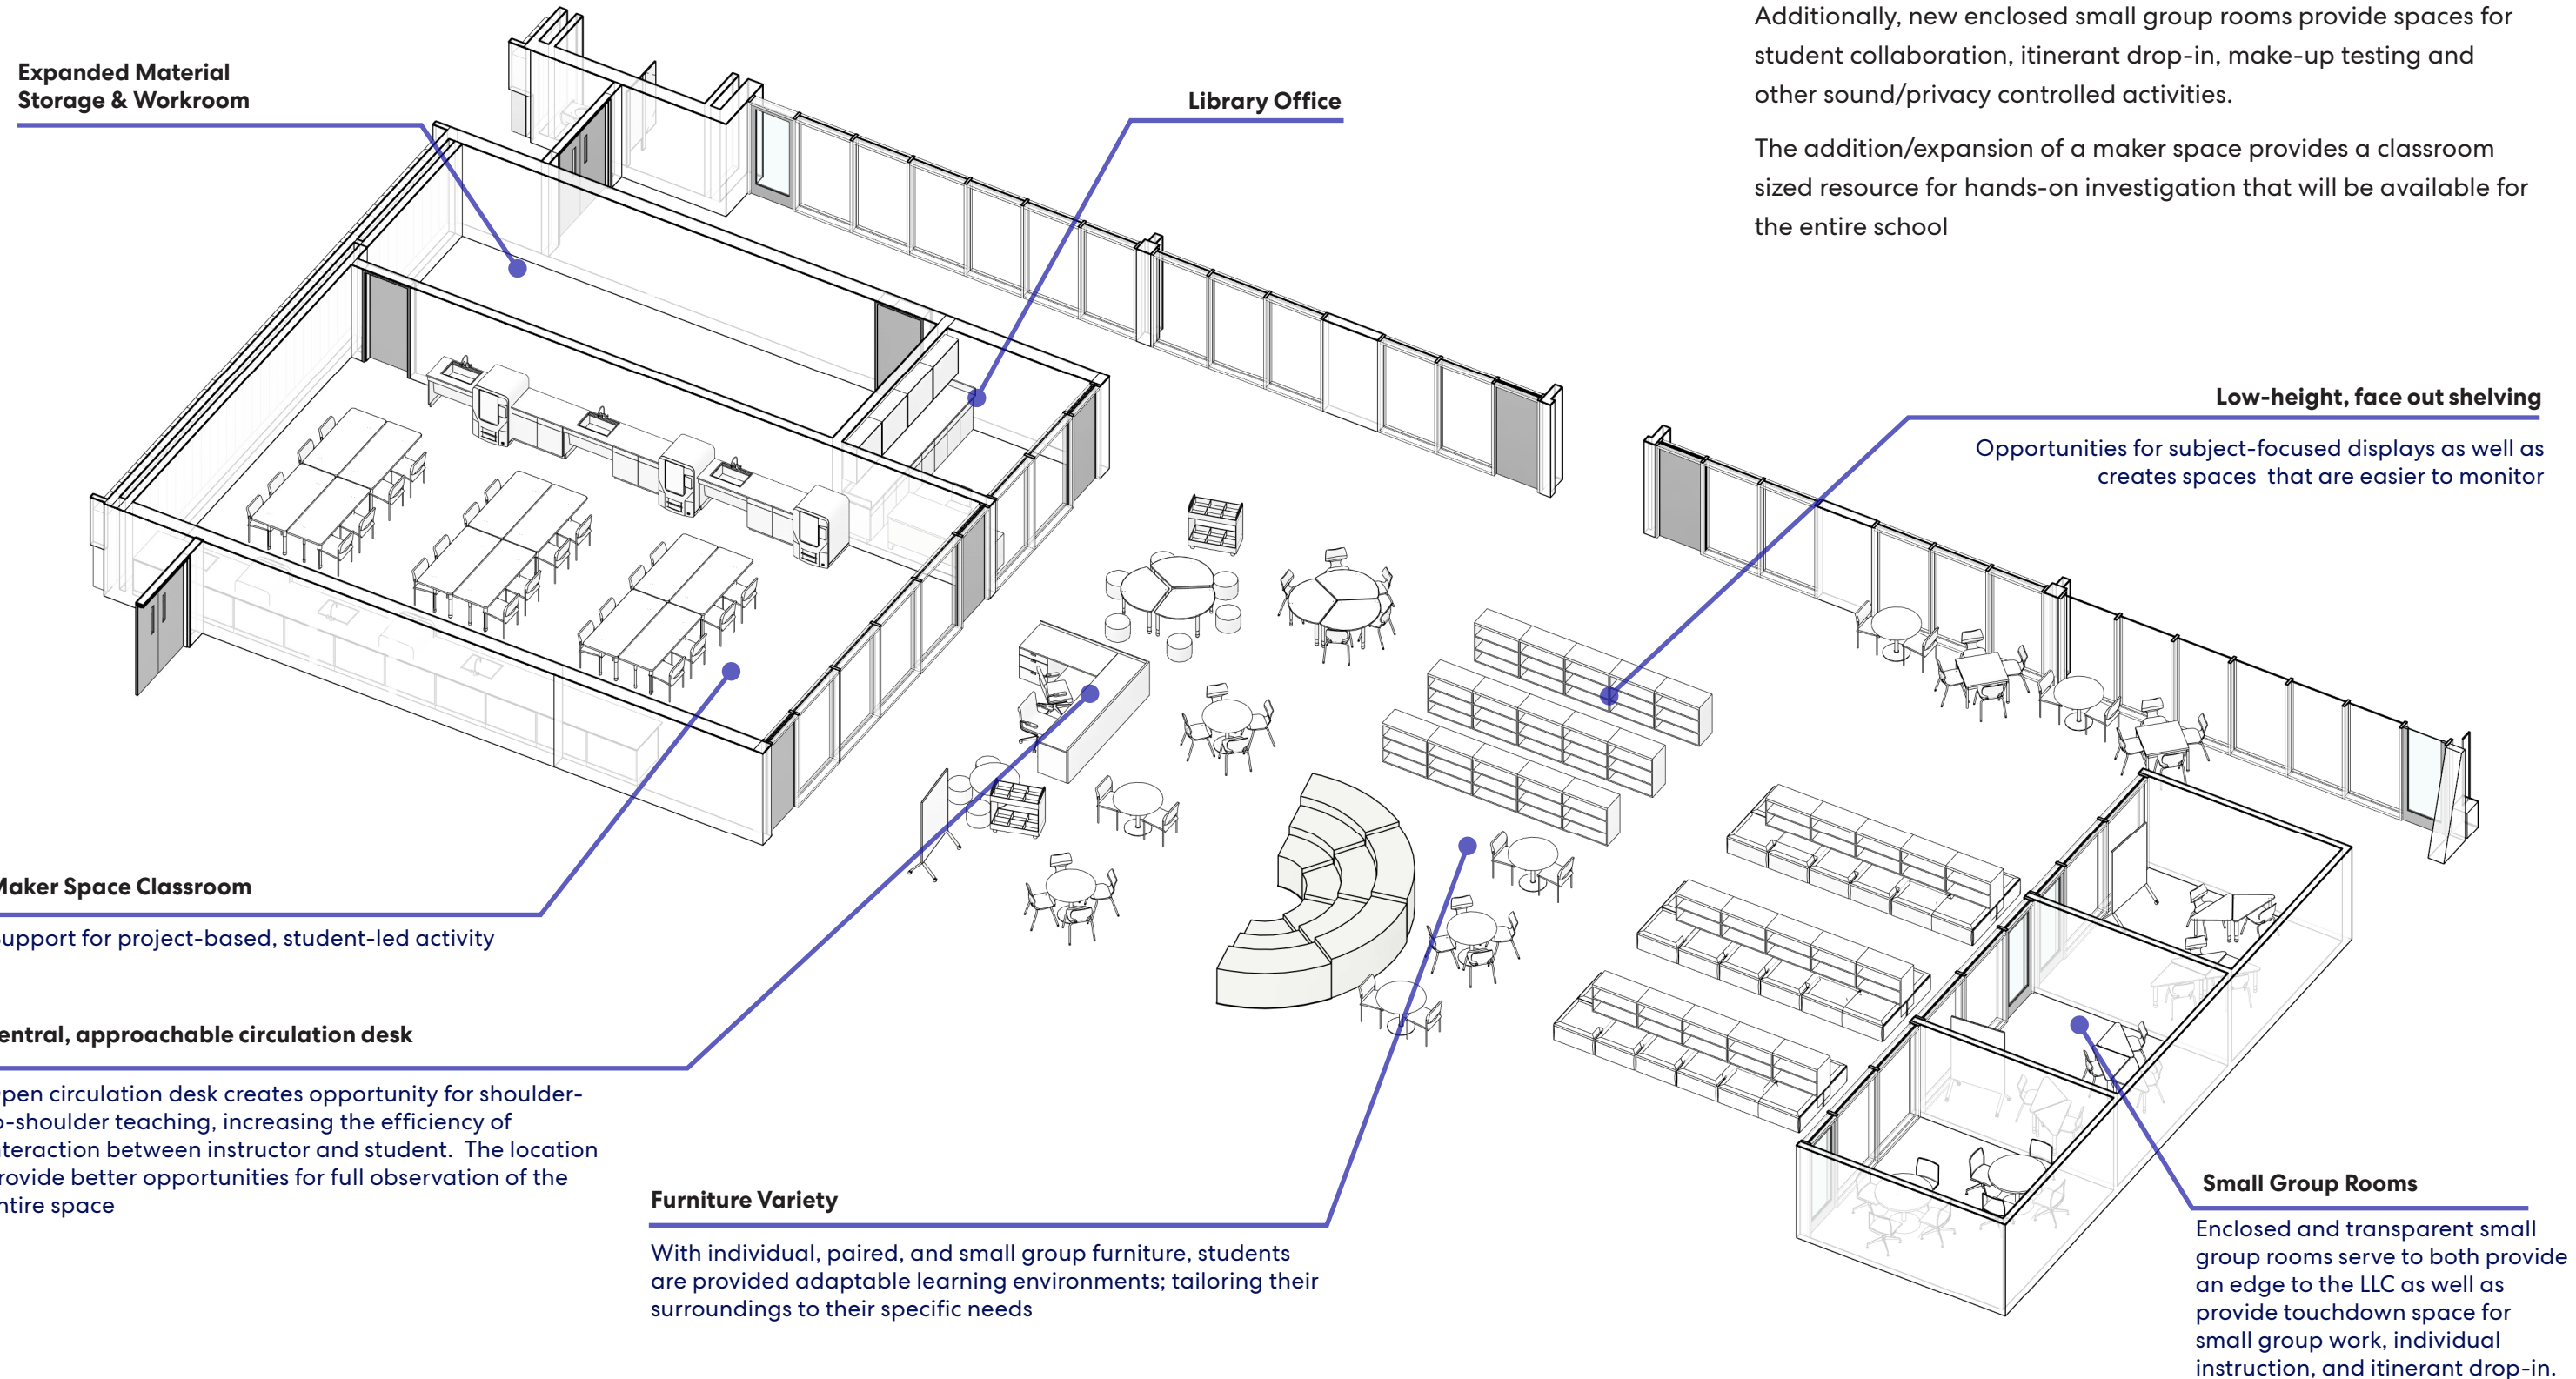 Additionally, new enclosed small group rooms provide spaces for
student collaboration, itinerant drop-in, make-up testing and
other sound/privacy controlled activities.
The addition/expansion of a maker space provides a classroom
sized resource for hands-on investigation that will be available for
the entire school
Expanded Material
Storage & Workroom
Library Office
Low-height, face out shelving
Opportunities for subject-focused displays as well as
creates spaces that are easier to monitor
Maker Space Classroom
Support for project-based, student-led activity
entral, approachable circulation desk
pen circulation desk creates opportunity for shoulder-
o-shoulder teaching, increasing the efficiency of
nteraction between instructor and student. The location
rovide better opportunities for full observation of the
ntire space
Furniture Variety
With individual, paired, and small group furniture, students
are provided adaptable learning environments; tailoring their
surroundings to their specific needs
Small Group Rooms
Enclosed and transparent small
group rooms serve to both provide
an edge to the LLC as well as
provide touchdown space for
small group work, individual
instruction, and itinerant drop-in.